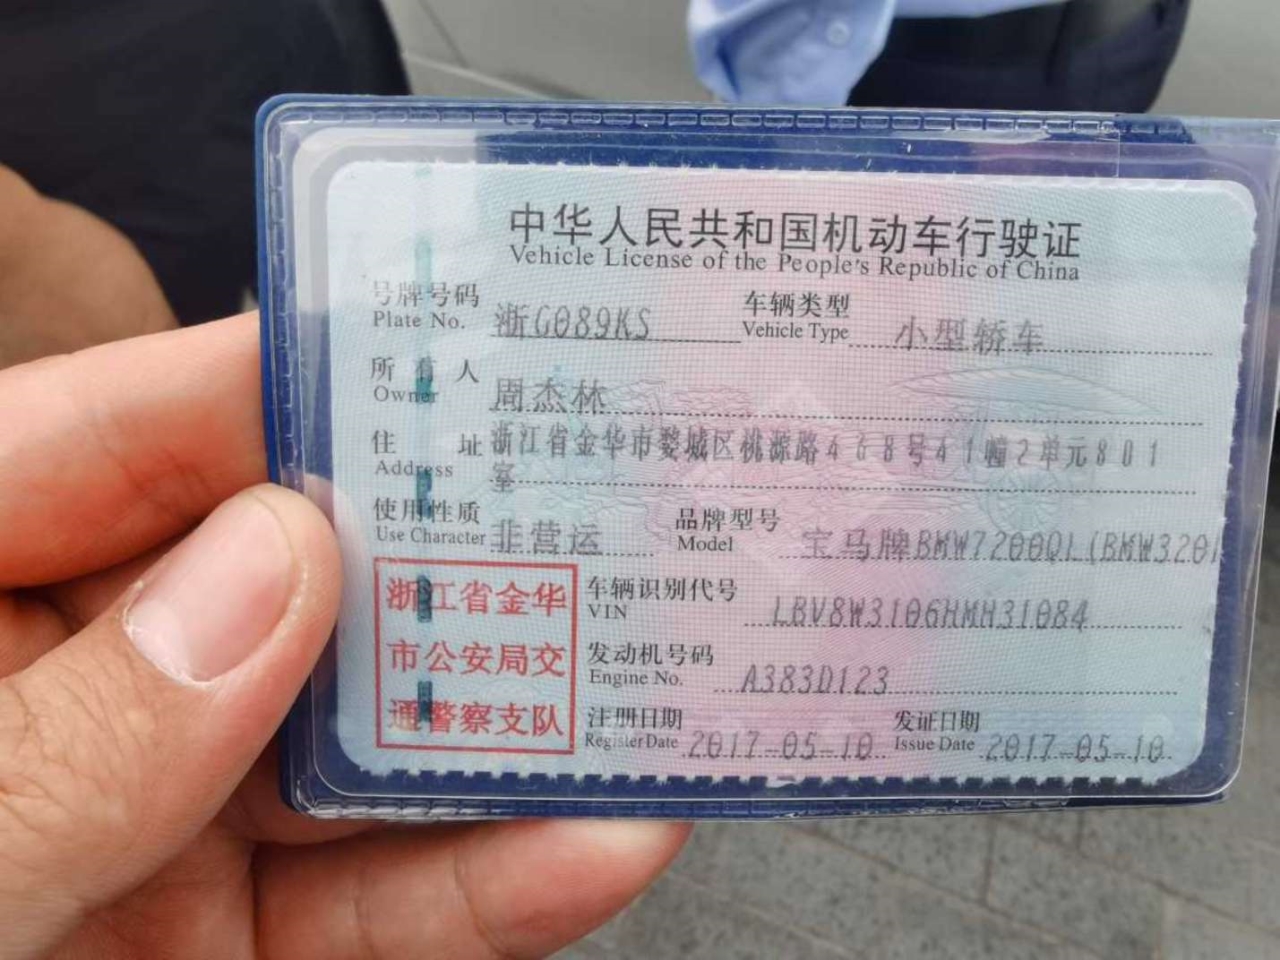 中华人民共和国机动车行驶证
Vehicle License of the People's Republic of China
号牌号码 浙G089KS 车辆类型 小型轿车
Plate No. Vehicle Type
所有人 周杰林
Owner
住址 浙江省金华市婺城区桃源路468号41幢2单元801
Address 室
使用性质 非营运 品牌型号 宝马牌BMW7200QL(BMW320
Use Character Model
浙江省金华 车辆识别代号 LBV8W3106HMH31084
VIN
市公安局交 发动机号码 A383D123
Engine No.
通警察支队 注册日期 2017-05-10 发证日期 2017-05-10
Register Date Issue Date